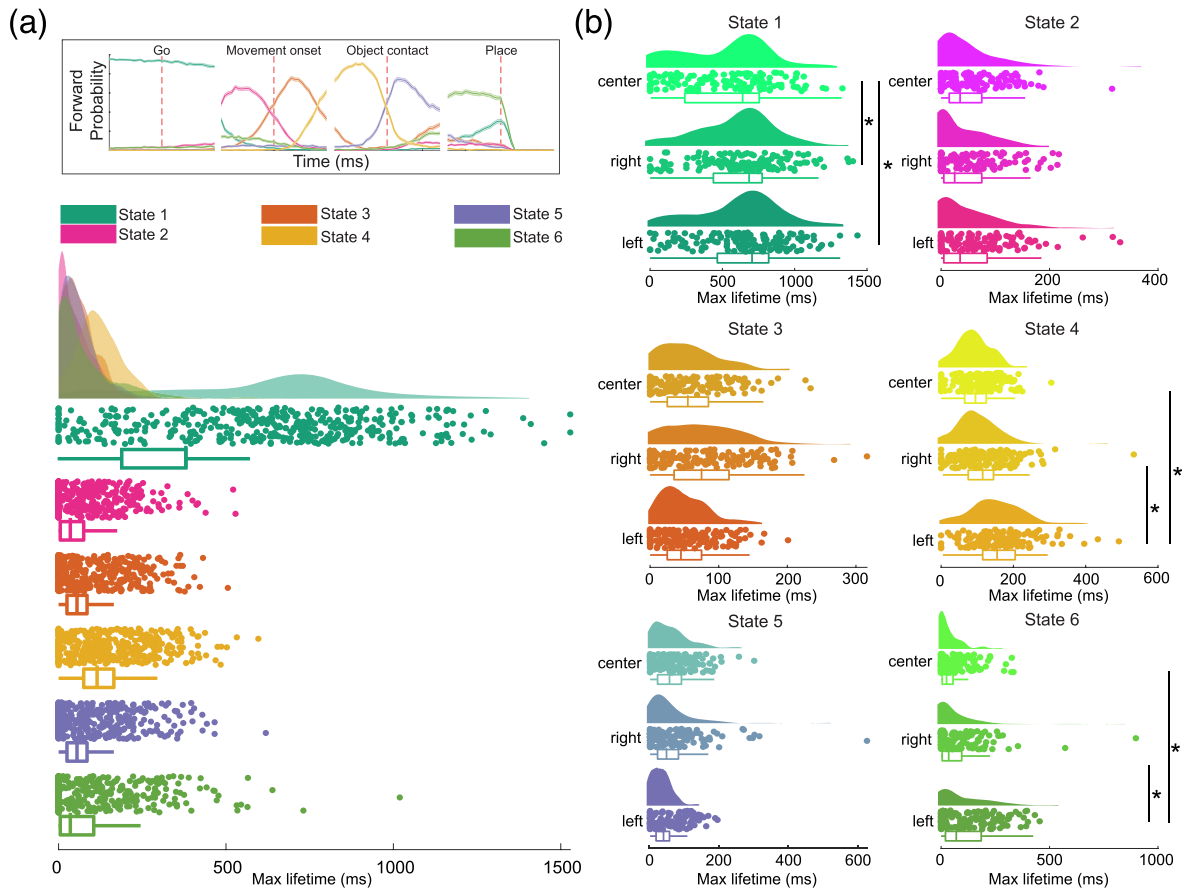 (a)
Go Movement onset Object contact Place
Forward
Probability
Time (ms)
State 1 State 3 State 5
State 2 State 4 State 6
0 500 1000 1500
Max lifetime (ms)
(b)
State 1
center
right
left
*
*
0 500 1000 1500
Max lifetime (ms)
State 2
center
right
left
0 200 400
Max lifetime (ms)
State 3
center
right
left
0 100 200 300
Max lifetime (ms)
State 4
center
right
left
*
*
0 200 400 600
Max lifetime (ms)
State 5
center
right
left
0 200 400 600
Max lifetime (ms)
State 6
center
right
left
*
*
0 500 1000
Max lifetime (ms)